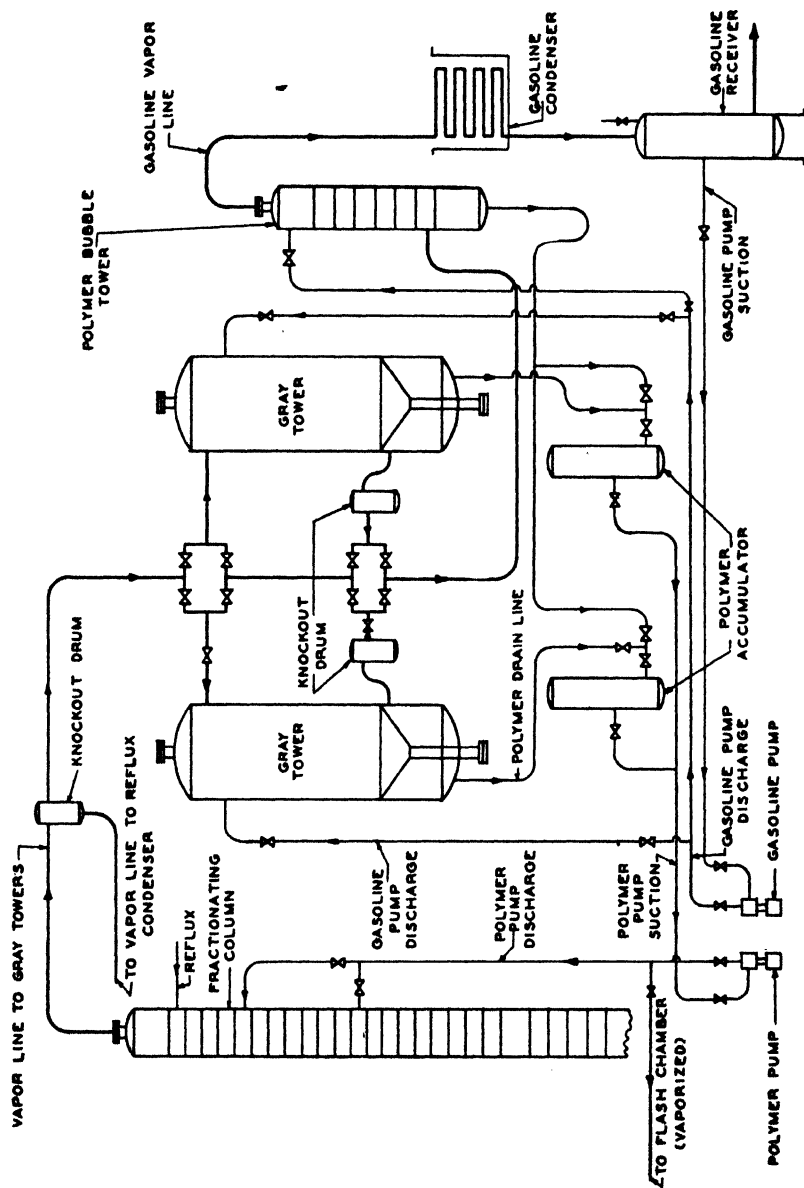 VAPOR LINE TO GRAY TOWERS
KNOCKOUT DRUM
TO VAPOR LINE TO REFLUX
CONDENSER
REFLUX
FRACTIONATING
COLUMN
GASOLINE
PUMP
DISCHARGE
POLYMER
PUMP
DISCHARGE
TO FLASH CHAMBER
(VAPORIZED)
POLYMER PUMP
POLYMER
PUMP
SUCTION
GASOLINE PUMP
DISCHARGE
GASOLINE PUMP
GRAY
TOWER
KNOCKOUT
DRUM
POLYMER DRAIN LINE
POLYMER
ACCUMULATOR
GRAY
TOWER
POLYMER BUBBLE
TOWER
GASOLINE VAPOR
LINE
GASOLINE
CONDENSER
GASOLINE
RECEIVER
GASOLINE PUMP
SUCTION